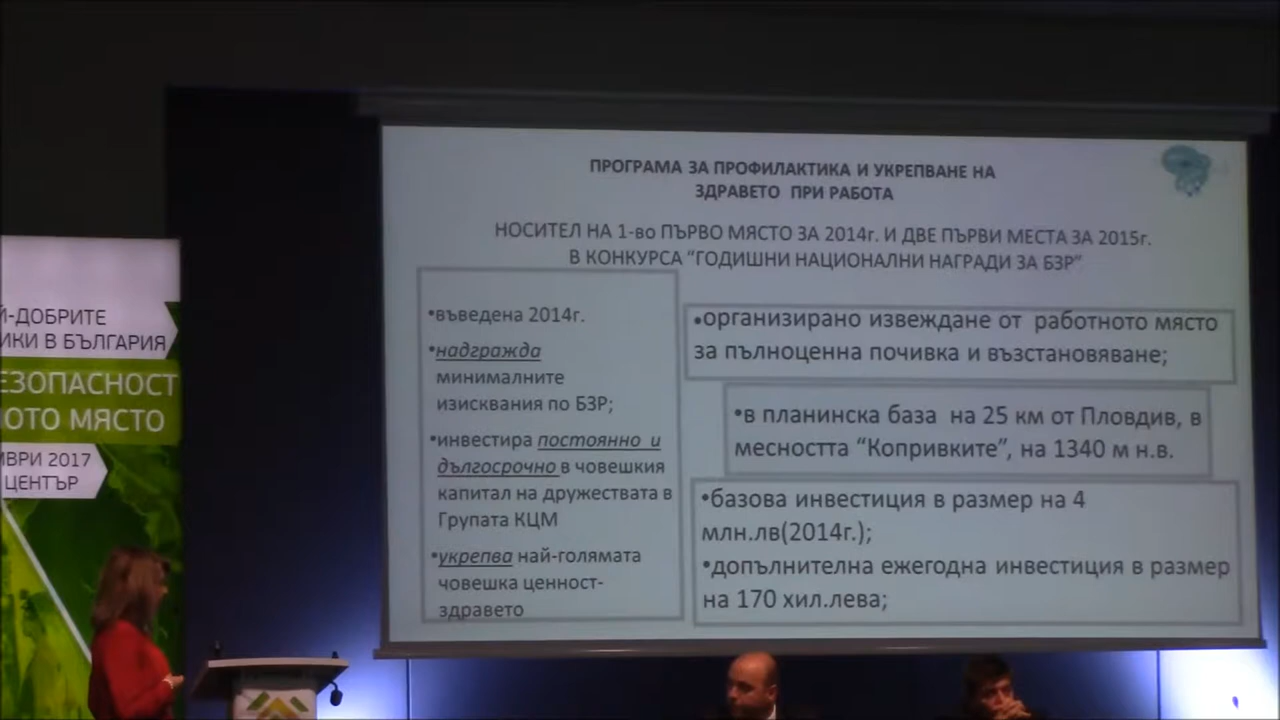 ПРОГРАМА ЗА ПРОФИЛАКТИКА И УКРЕПВАНЕ НА
ЗДРАВЕТО ПРИ РАБОТА
НОСИТЕЛ НА 1-во ПЪРВО МЯСТО ЗА 2014г. И ДВЕ ПЪРВИ МЕСТА ЗА 2015г.
В КОНКУРСА “ГОДИШНИ НАЦИОНАЛНИ НАГРАДИ ЗА БЗР”
•въведена 2014г.
•надгражда
минималните
изисквания по БЗР;
•инвестира постоянно и
дългосрочно в човешкия
капитал на дружествата в
Групата КЦМ
•укрепва най-голямата
човешка ценност-
здравето
•организирано извеждане от работното място
за пълноценна почивка и възстановяване;
•в планинска база на 25 км от Пловдив, в
месността “Копривките”, на 1340 м н.в.
•базова инвестиция в размер на 4
млн.лв(2014г.);
•допълнителна ежегодна инвестиция в размер
на 170 хил.лева;
Й-ДОБРИТЕ
ИКИ В БЪЛГАРИЯ
ЕЗОПАСНОСТ
ОТО МЯСТО
МВРИ 2017
ЦЕНТЪР